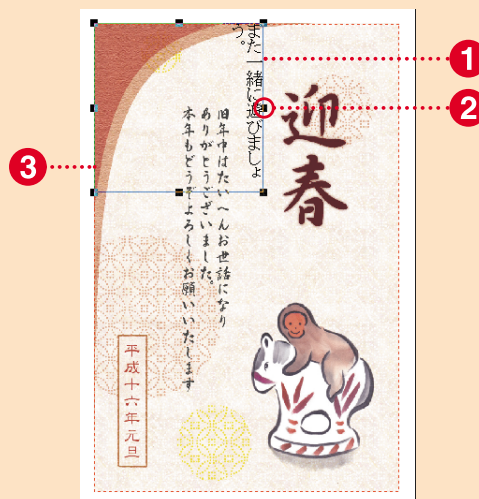 また一緒に遊びましょ
う。
迎春
旧年中はたいへんお世話になり
ありがとうございました。
本年もどうぞよろしくお願いいたします
平成十六年元旦
1
2
3